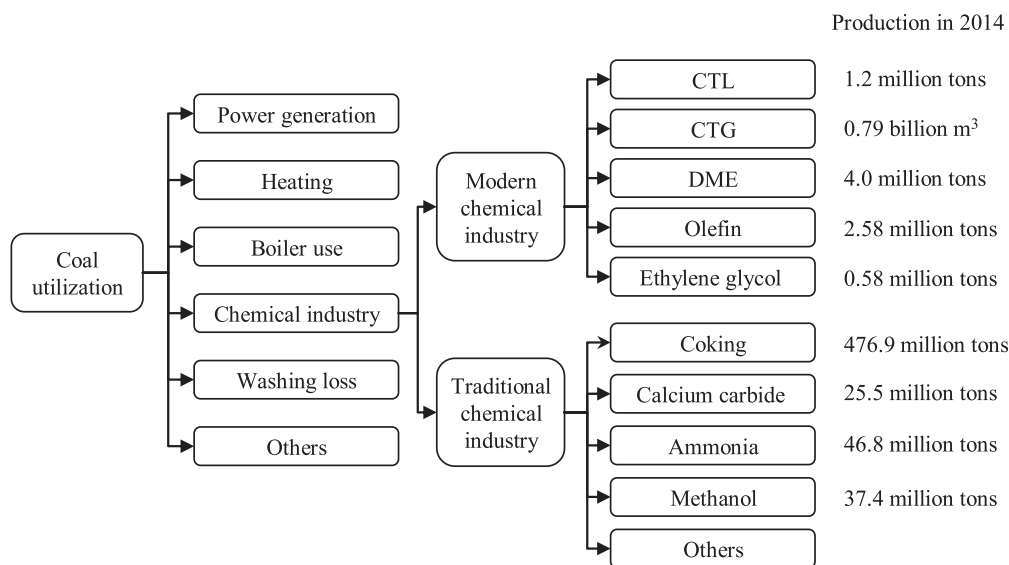 Production in 2014
Coal
utilization
Power generation
Heating
Boiler use
Chemical industry
Washing loss
Others
Modern
chemical
industry
Traditional
chemical
industry
CTL
1.2 million tons
CTG
0.79 billion m³
DME
4.0 million tons
Olefin
2.58 million tons
Ethylene glycol
0.58 million tons
Coking
476.9 million tons
Calcium carbide
25.5 million tons
Ammonia
46.8 million tons
Methanol
37.4 million tons
Others